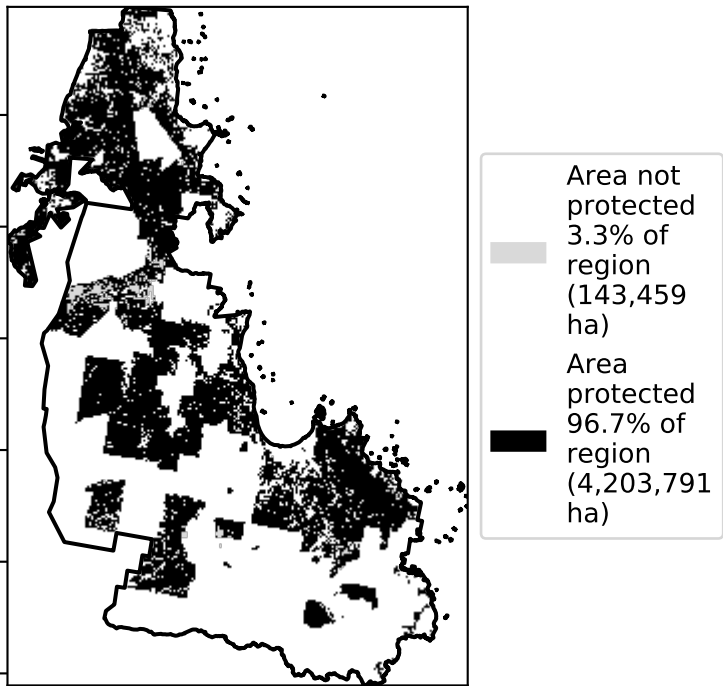 Area not
protected
3.3% of
region
(143,459
ha)
Area
protected
96.7% of
region
(4,203,791
ha)